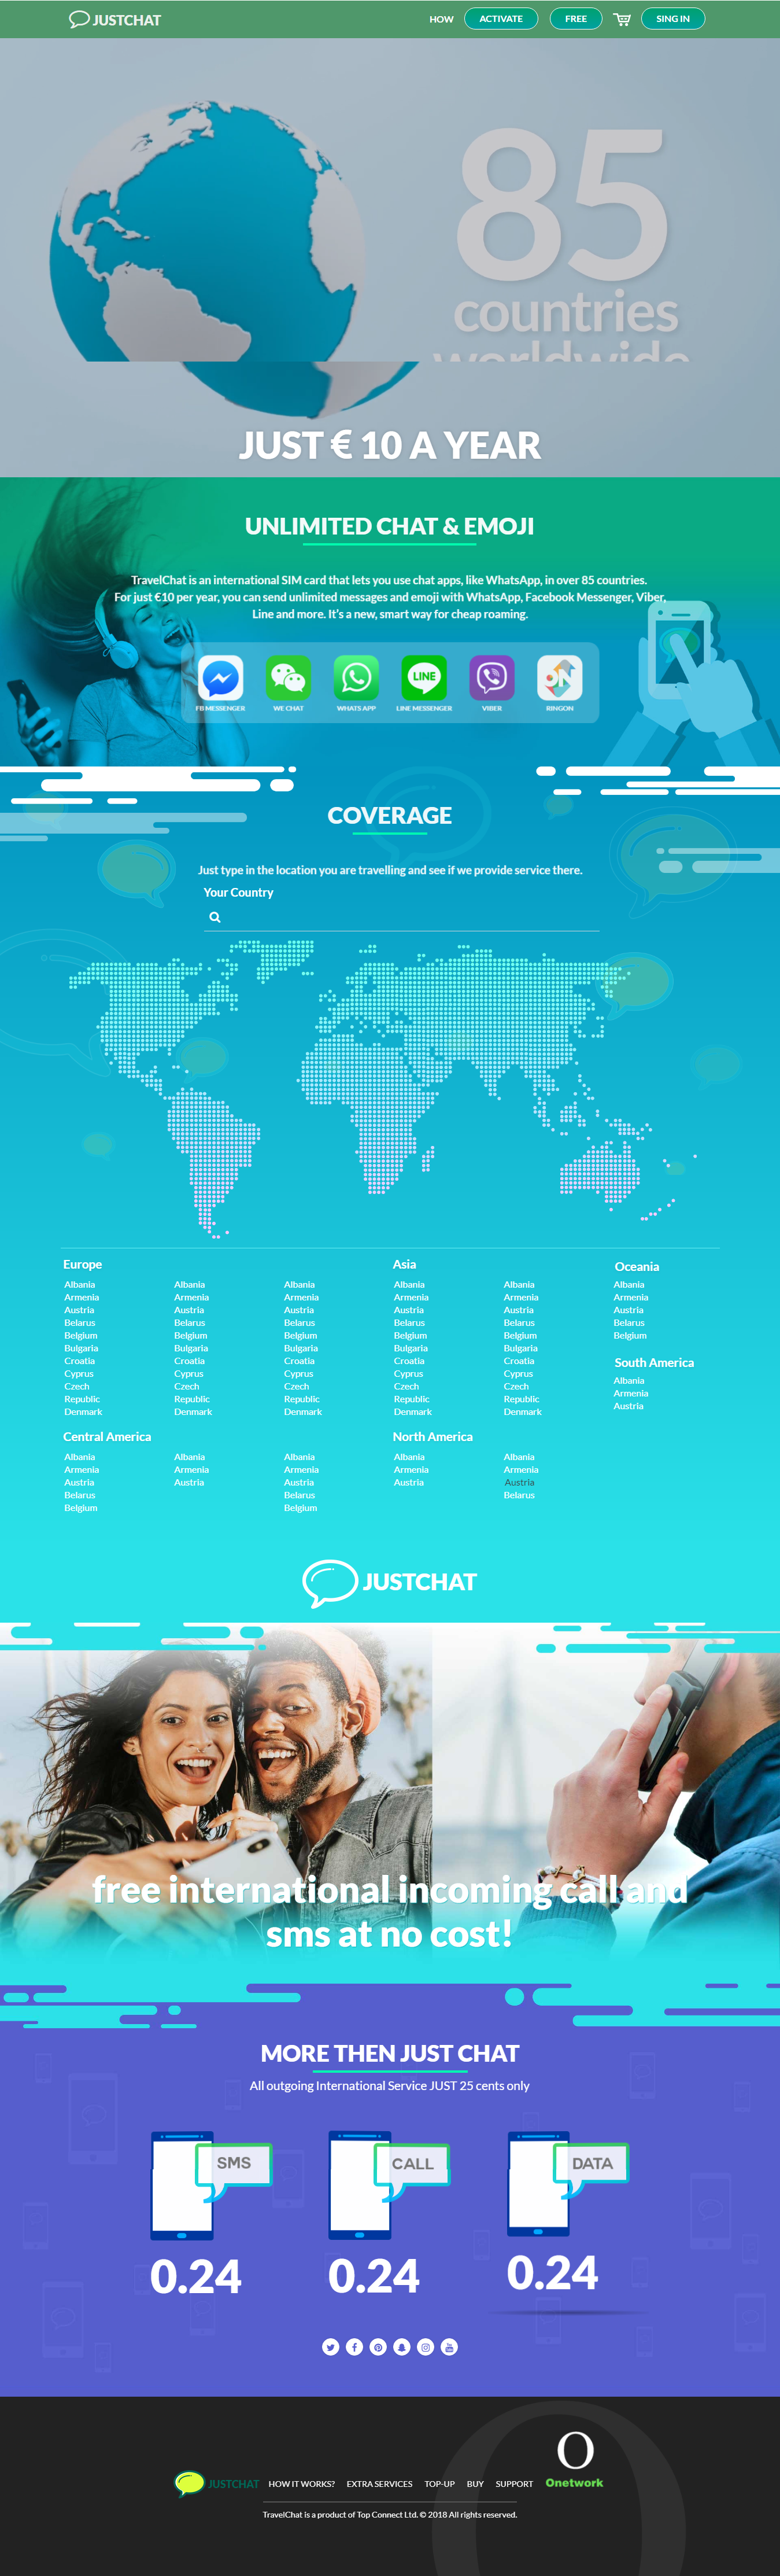 JUSTCHAT
HOW
ACTIVATE
FREE
SING IN
85
countries
worldwide
JUST € 10 A YEAR
UNLIMITED CHAT & EMOJI
TravelChat is an international SIM card that lets you use chat apps, like WhatsApp, in over 85 countries.
For just €10 per year, you can send unlimited messages and emoji with WhatsApp, Facebook Messenger, Viber,
Line and more. It's a new, smart way for cheap roaming.
LINE
ON
FB MESSENGER
WE CHAT
WHATS APP
LINE MESSENGER
VIBER
RINGON
COVERAGE
Just type in the location you are travelling and see if we provide service there.
Your Country
Europe
Albania Albania Albania
Armenia Armenia Armenia
Austria Austria Austria
Belarus Belarus Belarus
Belgium Belgium Belgium
Bulgaria Bulgaria Bulgaria
Croatia Croatia Croatia
Cyprus Cyprus Cyprus
Czech Czech Czech
Republic Republic Republic
Denmark Denmark Denmark
Asia
Albania Albania
Armenia Armenia
Austria Austria
Belarus Belarus
Belgium Belgium
Bulgaria Bulgaria
Croatia Croatia
Cyprus Cyprus
Czech Czech
Republic Republic
Denmark Denmark
Oceania
Albania
Armenia
Austria
Belarus
Belgium
South America
Albania
Armenia
Austria
Central America
Albania Albania Albania
Armenia Armenia Armenia
Austria Austria Austria
Belarus Belarus
Belgium Belgium
North America
Albania Albania
Armenia Armenia
Austria Austria
Belarus
JUSTCHAT
free international incoming call and
sms at no cost!
MORE THEN JUST CHAT
All outgoing International Service JUST 25 cents only
SMS
CALL
DATA
0.24
0.24
0.24
You
Tube
O
Onetwork
JUSTCHAT
HOW IT WORKS?
EXTRA SERVICES
TOP-UP
BUY
SUPPORT
TravelChat is a product of Top Connect Ltd. © 2018 All rights reserved.